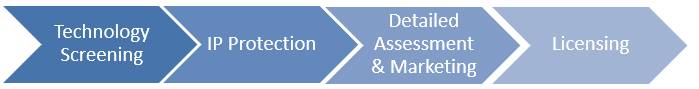 Technology
Screening
IP Protection
Detailed
Assessment
& Marketing
Licensing